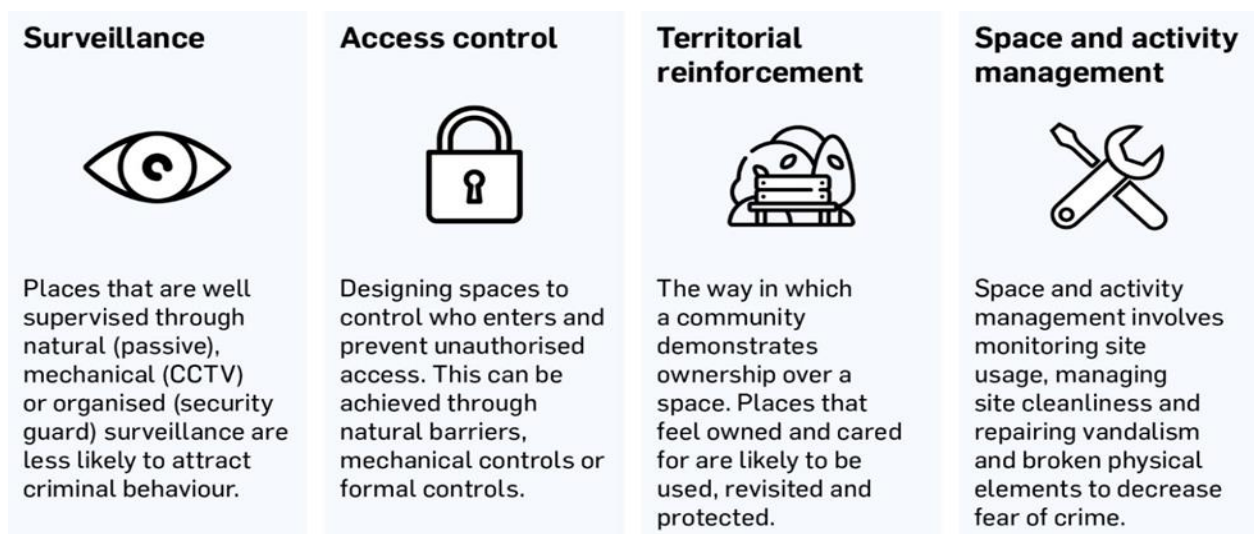 Surveillance
Places that are well
supervised through
natural (passive),
mechanical (CCTV)
or organised (security
guard) surveillance are
less likely to attract
criminal behaviour.
Access control
Designing spaces to
control who enters and
prevent unauthorised
access. This can be
achieved through
natural barriers,
mechanical controls or
formal controls.
Territorial
reinforcement
The way in which
a community
demonstrates
ownership over a
space. Places that
feel owned and cared
for are likely to be
used, revisited and
protected.
Space and activity
management
Space and activity
management involves
monitoring site
usage, managing
site cleanliness and
repairing vandalism
and broken physical
elements to decrease
fear of crime.